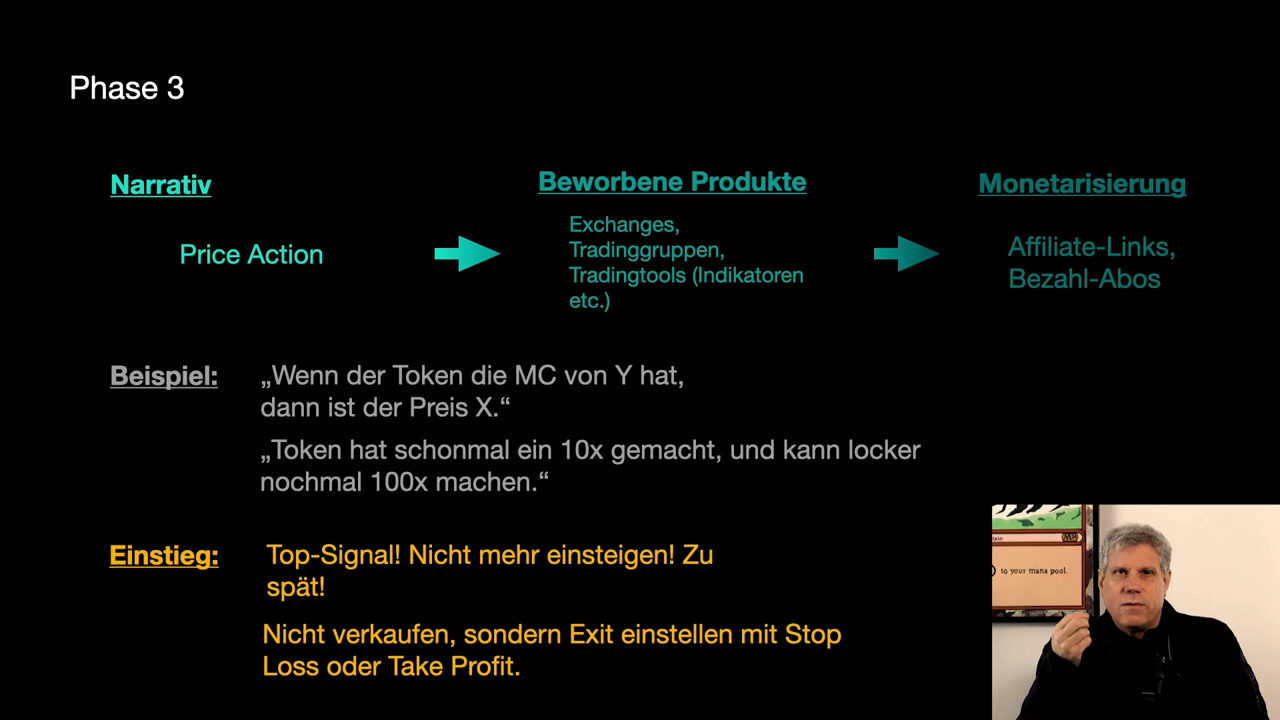 Phase 3
Narrativ
Beworbene Produkte
Monetarisierung
Price Action
Exchanges,
Tradinggruppen,
Tradingtools (Indikatoren
etc.)
Affiliate-Links,
Bezahl-Abos
Beispiel:
„Wenn der Token die MC von Y hat,
dann ist der Preis X.“
„Token hat schonmal ein 10x gemacht, und kann locker
nochmal 100x machen.“
Einstieg:
Top-Signal! Nicht mehr einsteigen! Zu
spät!
Nicht verkaufen, sondern Exit einstellen mit Stop
Loss oder Take Profit.
to your mana pool.